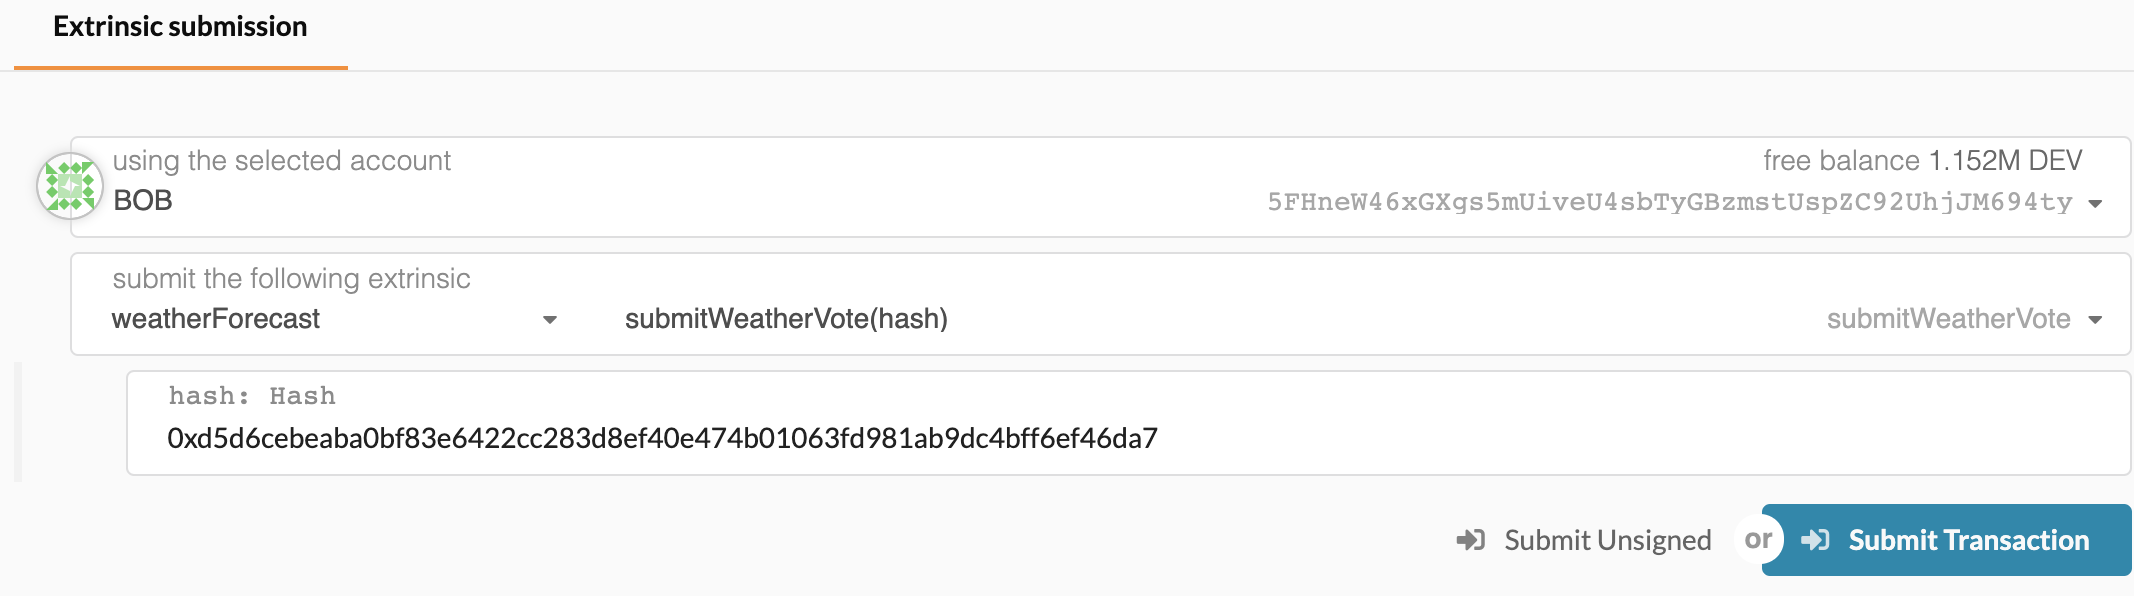 Extrinsic submission
using the selected account
free balance 1.152M DEV
BOB
5FHneW46xGXgs5mUiveU4sbTyGBzmstUspZC92UhjJM694ty
submit the following extrinsic
weatherForecast
submitWeatherVote(hash)
submitWeatherVote
hash: Hash
0xd5d6cebeaba0bf83e6422cc283d8ef40e474b01063fd981ab9dc4bff6ef46da7
Submit Unsigned
or
Submit Transaction